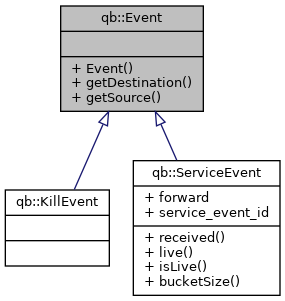 qb::Event
+ Event()
+ getDestination()
+ getSource()
qb::KillEvent
qb::ServiceEvent
+ forward
+ service_event_id
+ received()
+ live()
+ isLive()
+ bucketSize()